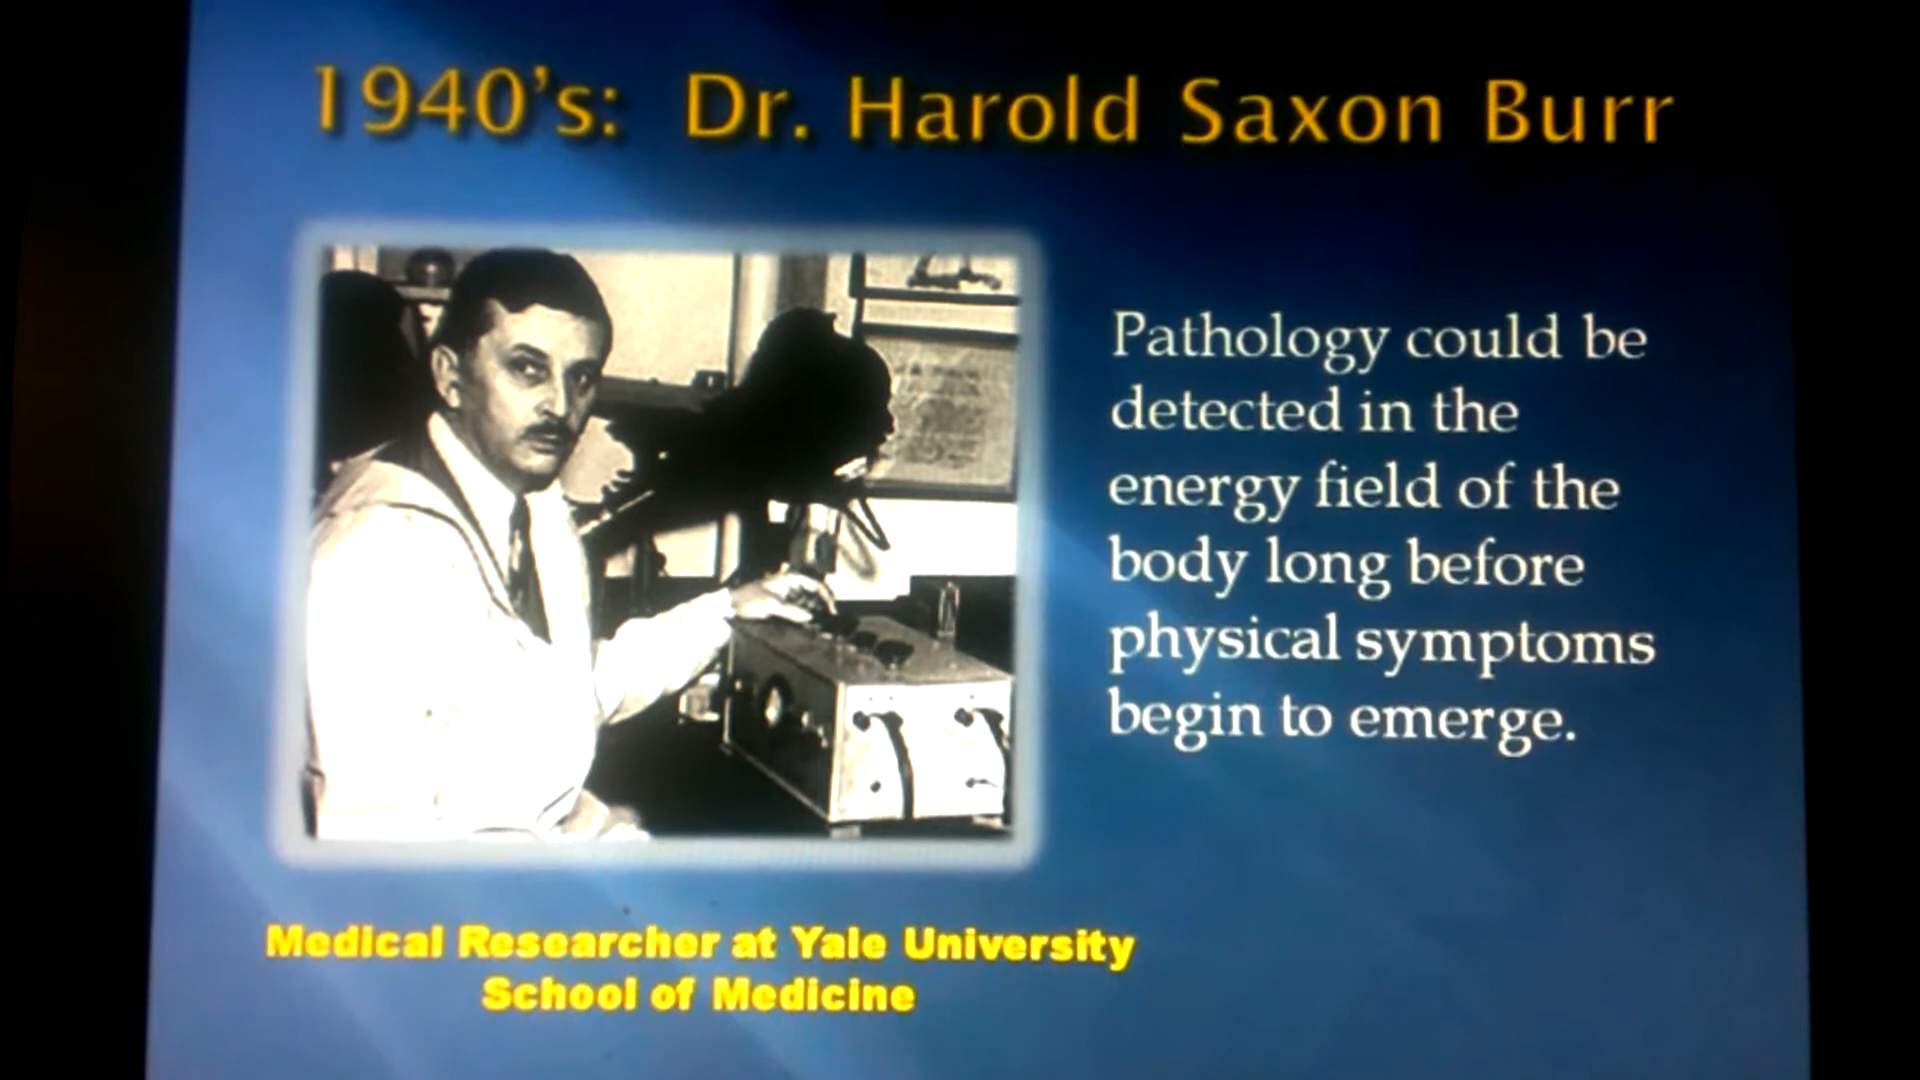 1940's: Dr. Harold Saxon Burr
Pathology could be
detected in the
energy field of the
body long before
physical symptoms
begin to emerge.
Medical Researcher at Yale University
School of Medicine